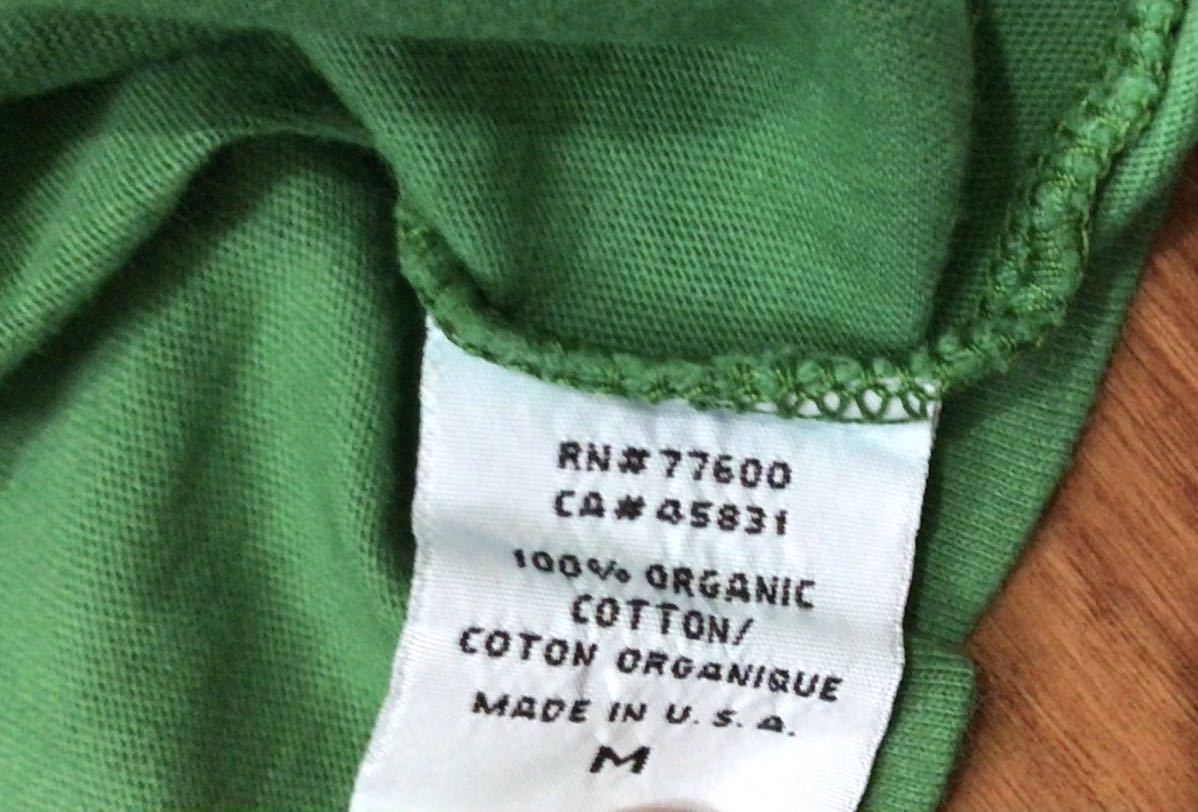 RN#77600
CA#45831
100% ORGANIC
COTTON/
COTON ORGANIQUE
MADE IN U.S.A.
M